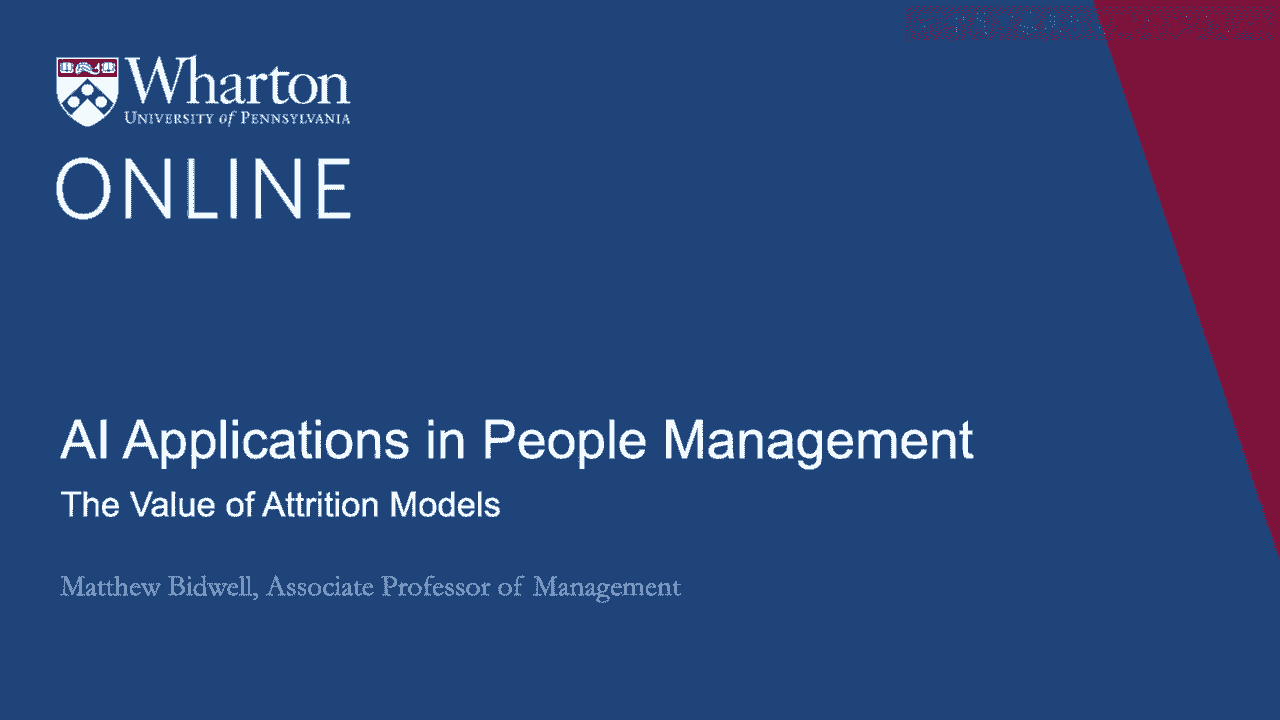 Wharton
UNIVERSITY of PENNSYLVANIA
ONLINE
AI Applications in People Management
The Value of Attrition Models
Matthew Bidwell, Associate Professor of Management